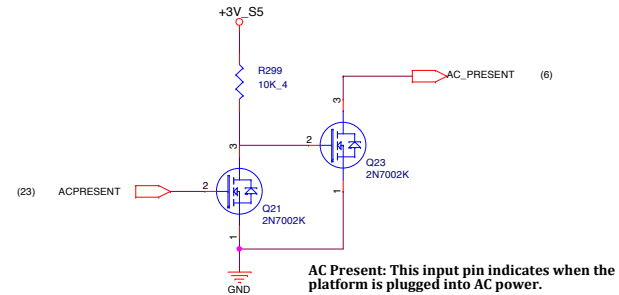 +3V_S5
R299
10K_4
AC_PRESENT (6)
3
3
2
Q23
2N7002K
(23) ACPRESENT
2
1
Q21
2N7002K
1
GND
AC Present: This input pin indicates when the
platform is plugged into AC power.